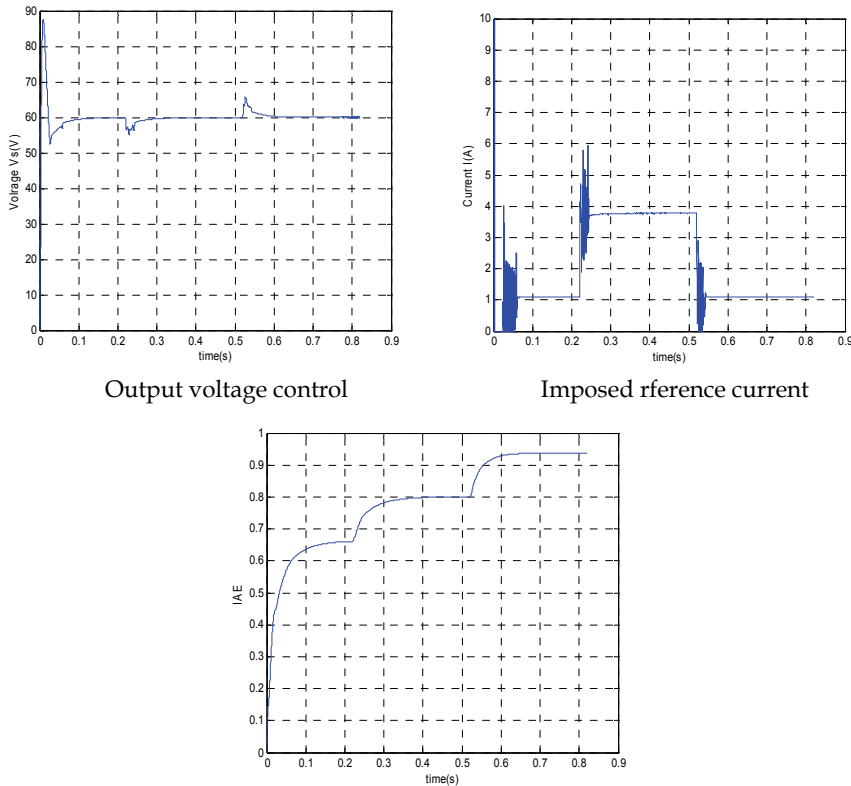 90
80
70
60
50
40
30
20
10
0
Volrage Vs(V)
0 0.1 0.2 0.3 0.4 0.5 0.6 0.7 0.8 0.9
time(s)
Output voltage control
10
9
8
7
6
5
4
3
2
1
0
Current I(A)
0 0.1 0.2 0.3 0.4 0.5 0.6 0.7 0.8 0.9
time(s)
Imposed rference current
1
0.9
0.8
0.7
0.6
0.5
0.4
0.3
0.2
0.1
0
IAE
0 0.1 0.2 0.3 0.4 0.5 0.6 0.7 0.8 0.9
time(s)